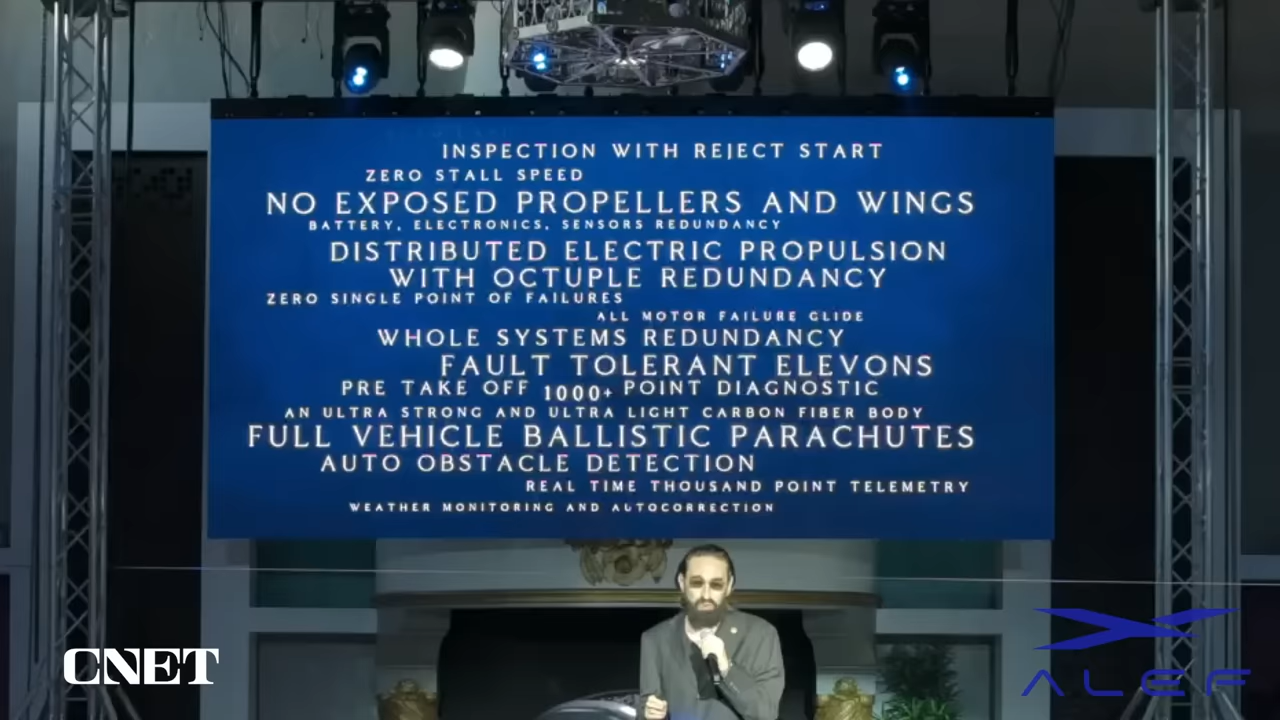 INSPECTION WITH REJECT START
ZERO STALL SPEED
NO EXPOSED PROPELLERS AND WINGS
BATTERY, ELECTRONICS, SENSORS REDUNDANCY
DISTRIBUTED ELECTRIC PROPULSION
WITH OCTUPLE REDUNDANCY
ZERO SINGLE POINT OF FAILURES
ALL MOTOR FAILURE GLIDE
WHOLE SYSTEMS REDUNDANCY
FAULT TOLERANT ELEVONS
PRE TAKE OFF 1000+ POINT DIAGNOSTIC
AN ULTRA STRONG AND ULTRA LIGHT CARBON FIBER BODY
FULL VEHICLE BALLISTIC PARACHUTES
AUTO OBSTACLE DETECTION
REAL TIME THOUSAND POINT TELEMETRY
WEATHER MONITORING AND AUTOCORRECTION
CNET
ALEF